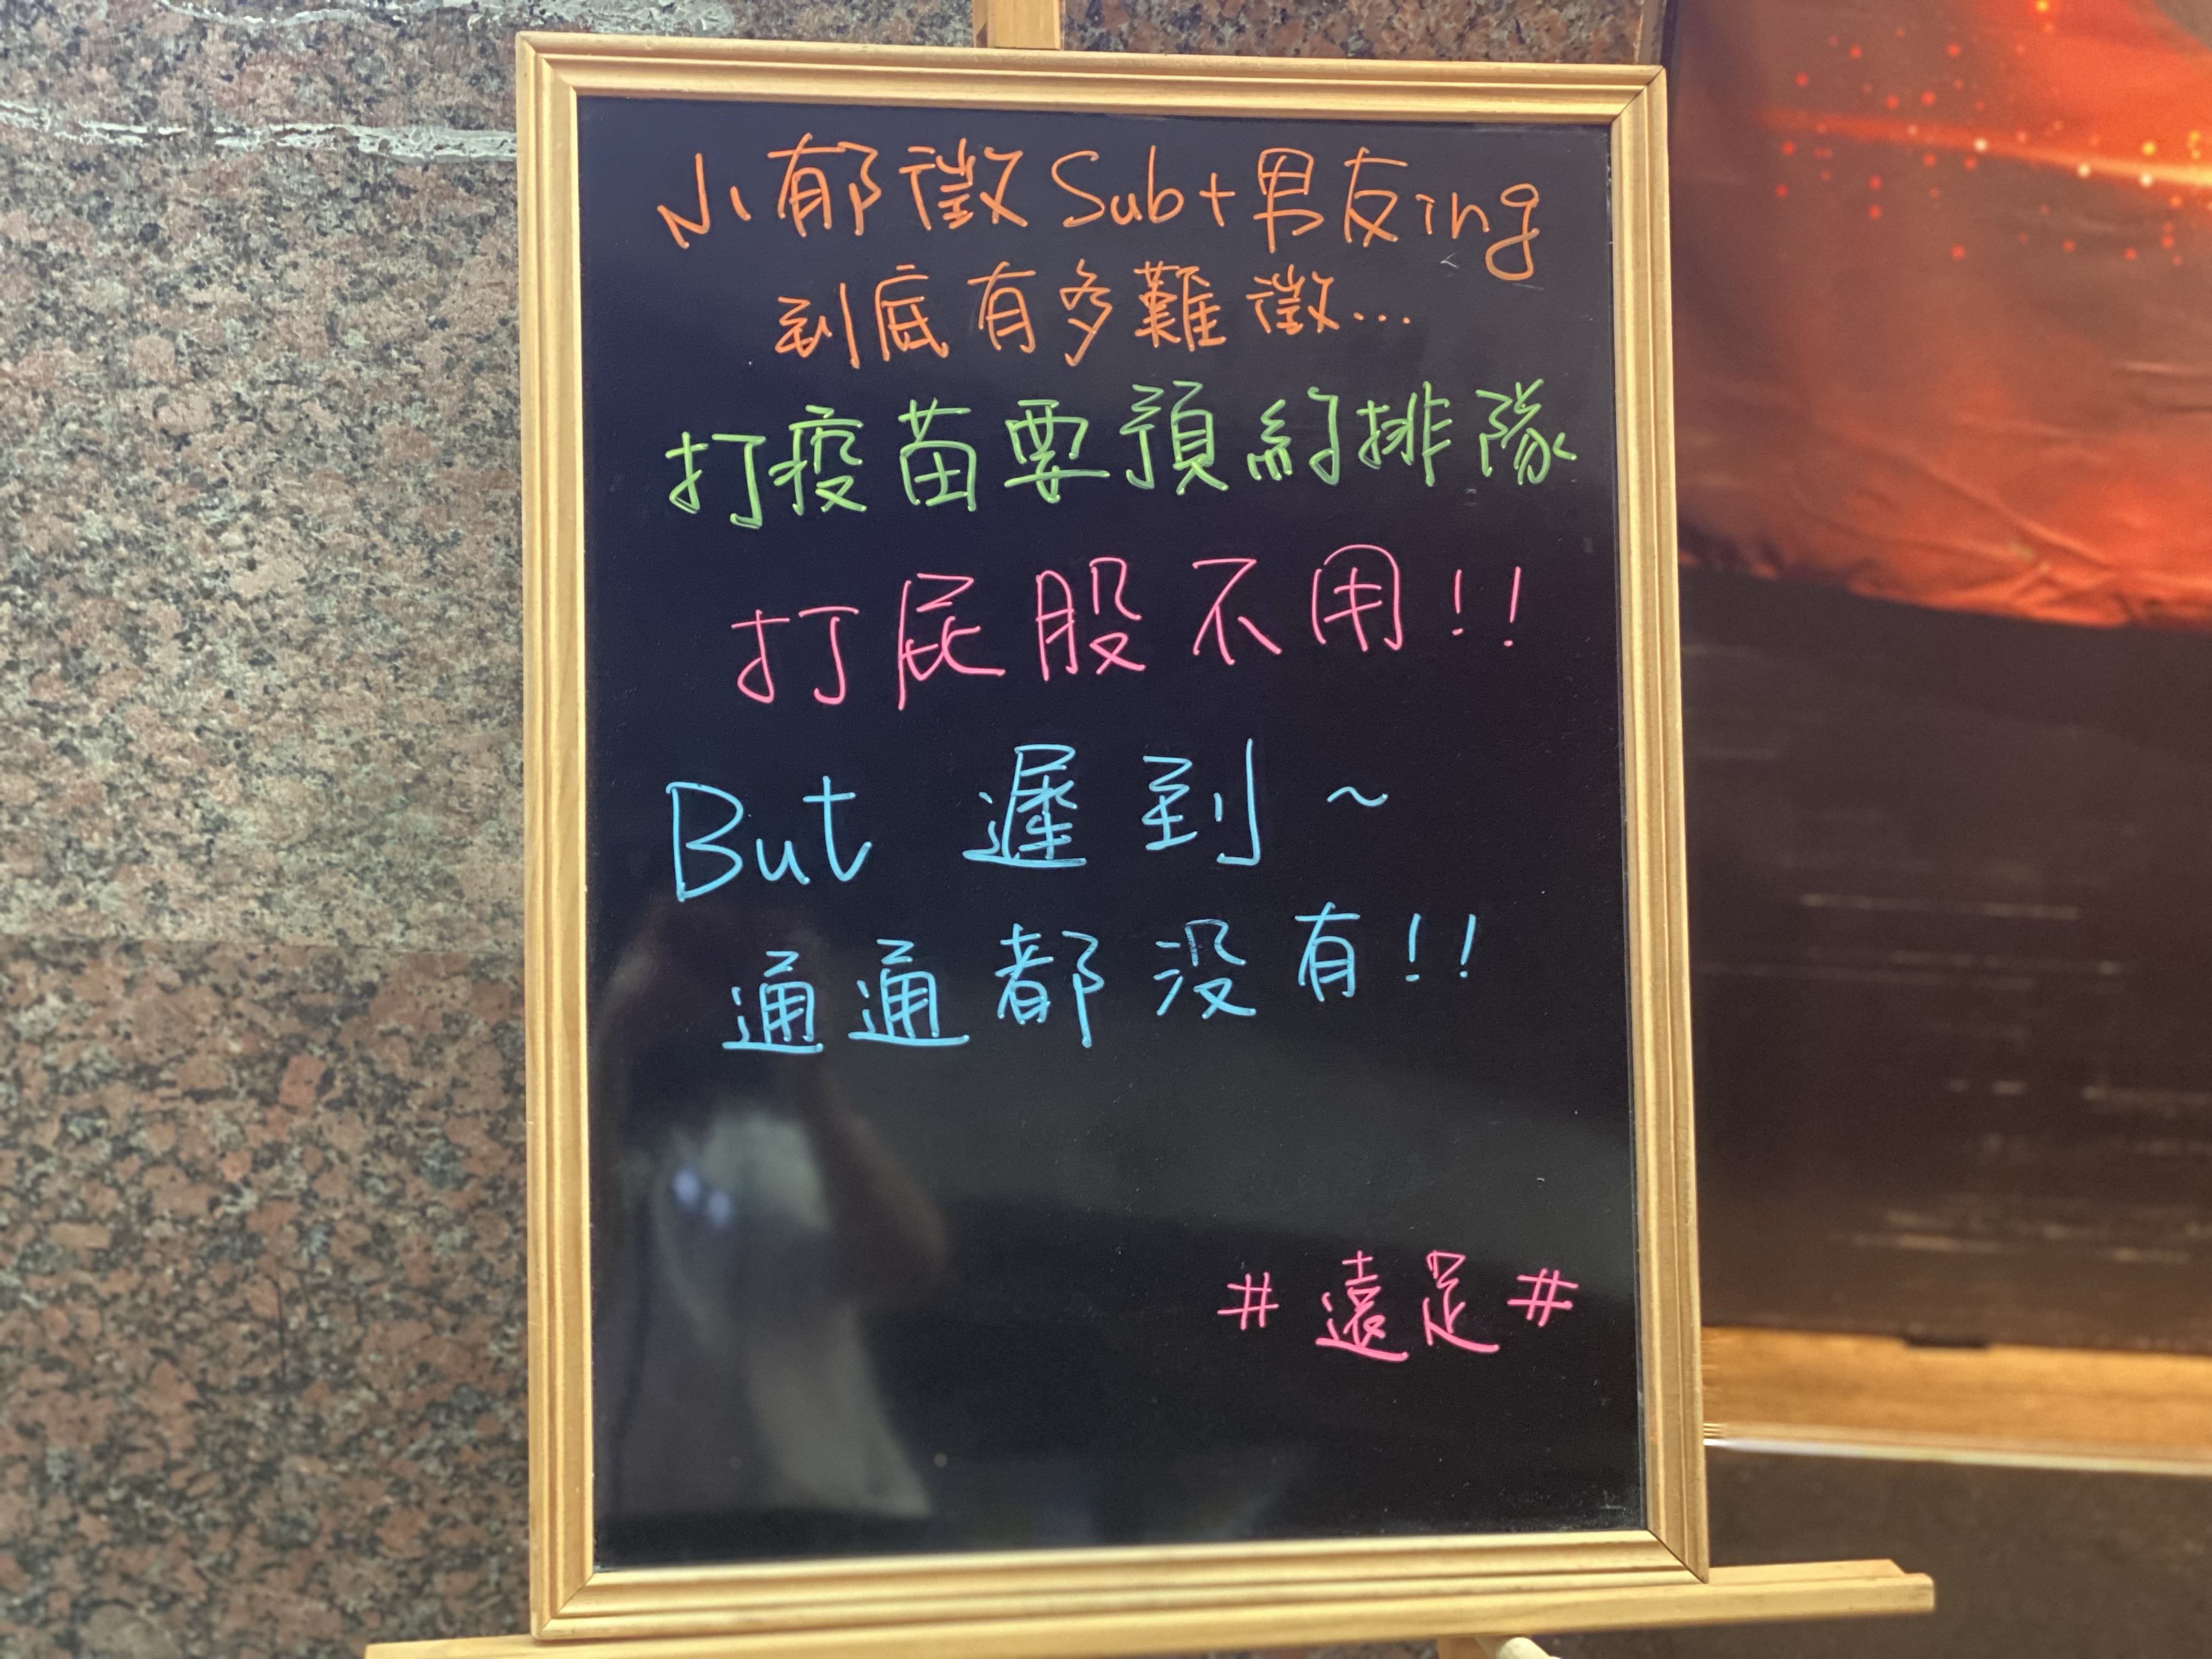 小郁徵Sub+男友ing
到底有多難徵...
打疫苗要預約排隊
打屁股不用!!
But 遲到~
通通都没有!!
#遠足#